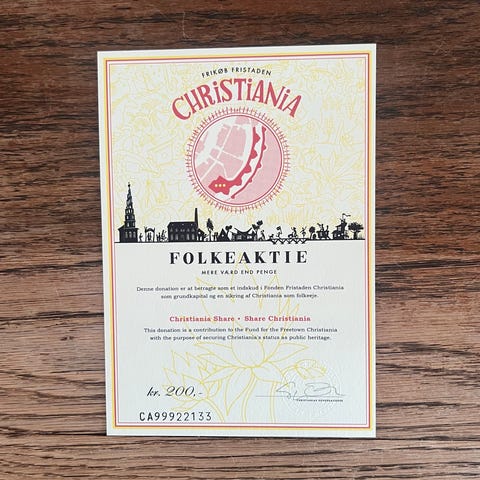 FRIKØB FRISTADEN
CHRiSTiANiA
FOLKEAKTIE
MERE VÆRD END PENGE
Denne donation er at betragte som et indskud i Fonden Fristaden Christiania
som grundkapital og en sikring af Christiania som folkeeje.
Christiania Share • Share Christiania
This donation is a contribution to the Fund for the Freetown Christiania
with the purpose of securing Christiania's status as public heritage.
kr. 200,-
CA99922133